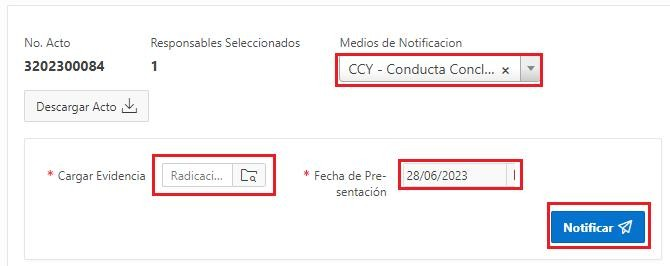 No. Acto
Responsables Seleccionados
Medios de Notificacion
3202300084
1
CCY - Conducta Concl... ×
Descargar Acto
* Cargar Evidencia
Radicaci...
* Fecha de Pre-
sentación
28/06/2023
Notificar